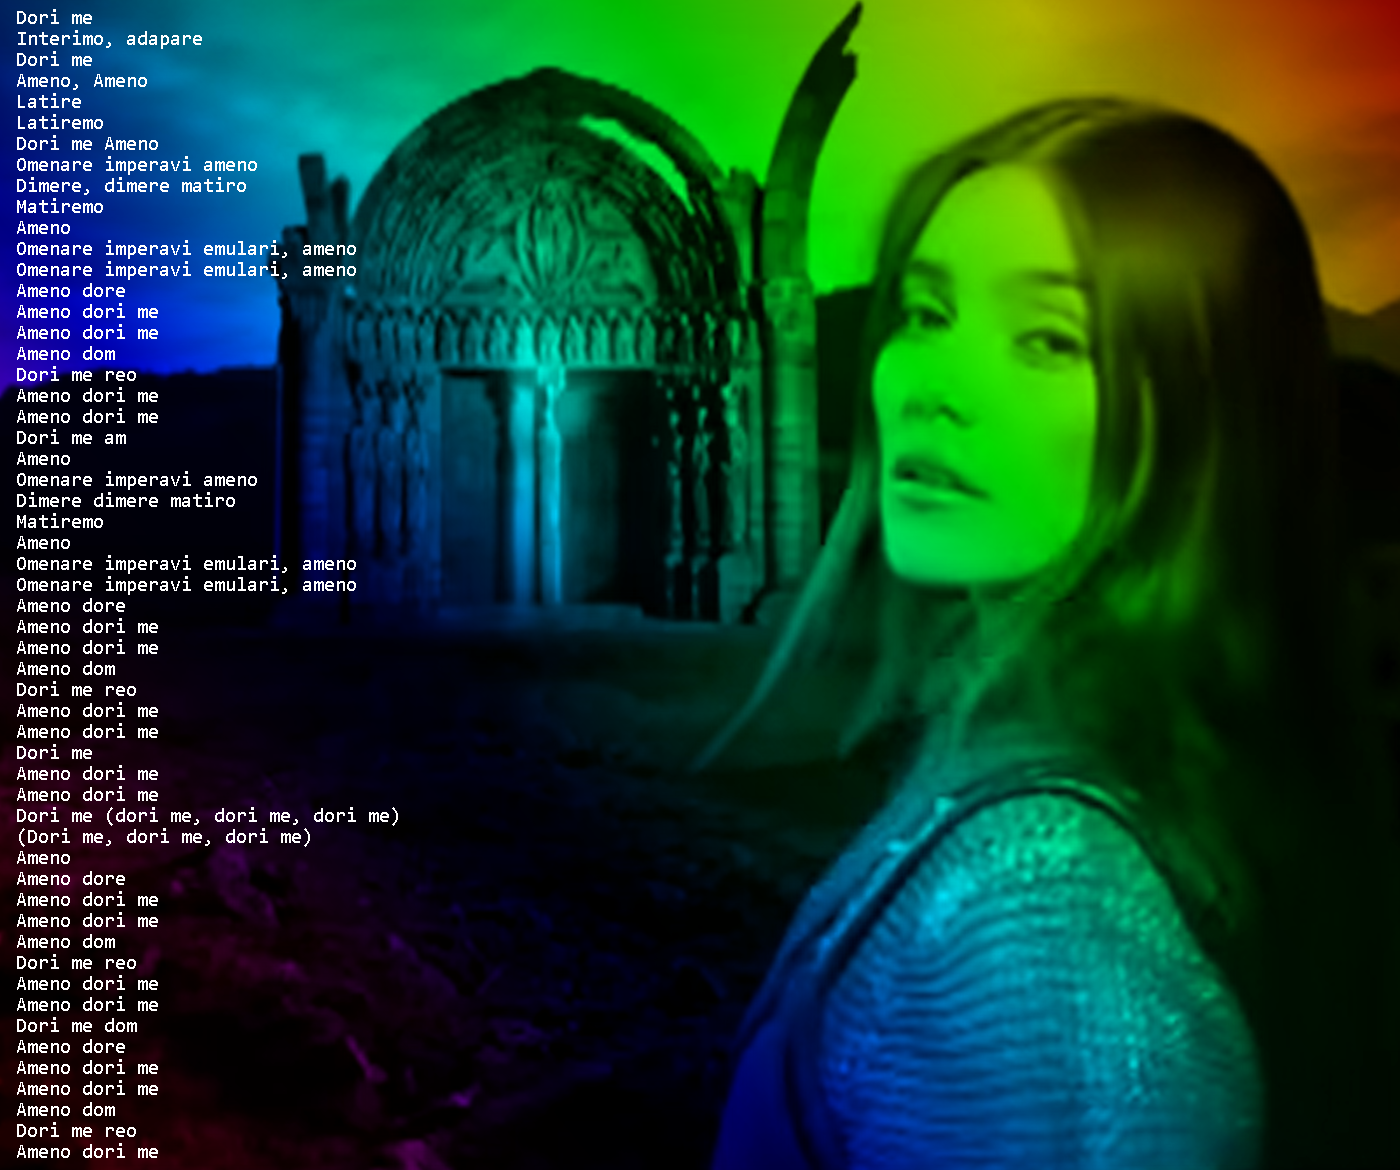 Dori me
Interimo, adapare
Dori me
Ameno, Ameno
Latire
Latiremo
Dori me Ameno
Omenare imperavi ameno
Dimere, dimere matiro
Matiremo
Ameno
Omenare imperavi emulari, ameno
Omenare imperavi emulari, ameno
Ameno dore
Ameno dori me
Ameno dori me
Ameno dom
Dori me reo
Ameno dori me
Ameno dori me
Dori me am
Ameno
Omenare imperavi ameno
Dimere dimere matiro
Matiremo
Ameno
Omenare imperavi emulari, ameno
Omenare imperavi emulari, ameno
Ameno dore
Ameno dori me
Ameno dori me
Ameno dom
Dori me reo
Ameno dori me
Ameno dori me
Dori me
Ameno dori me
Ameno dori me
Dori me (dori me, dori me, dori me)
(Dori me, dori me, dori me)
Ameno
Ameno dore
Ameno dori me
Ameno dori me
Ameno dom
Dori me reo
Ameno dori me
Ameno dori me
Dori me dom
Ameno dore
Ameno dori me
Ameno dori me
Ameno dom
Dori me reo
Ameno dori me